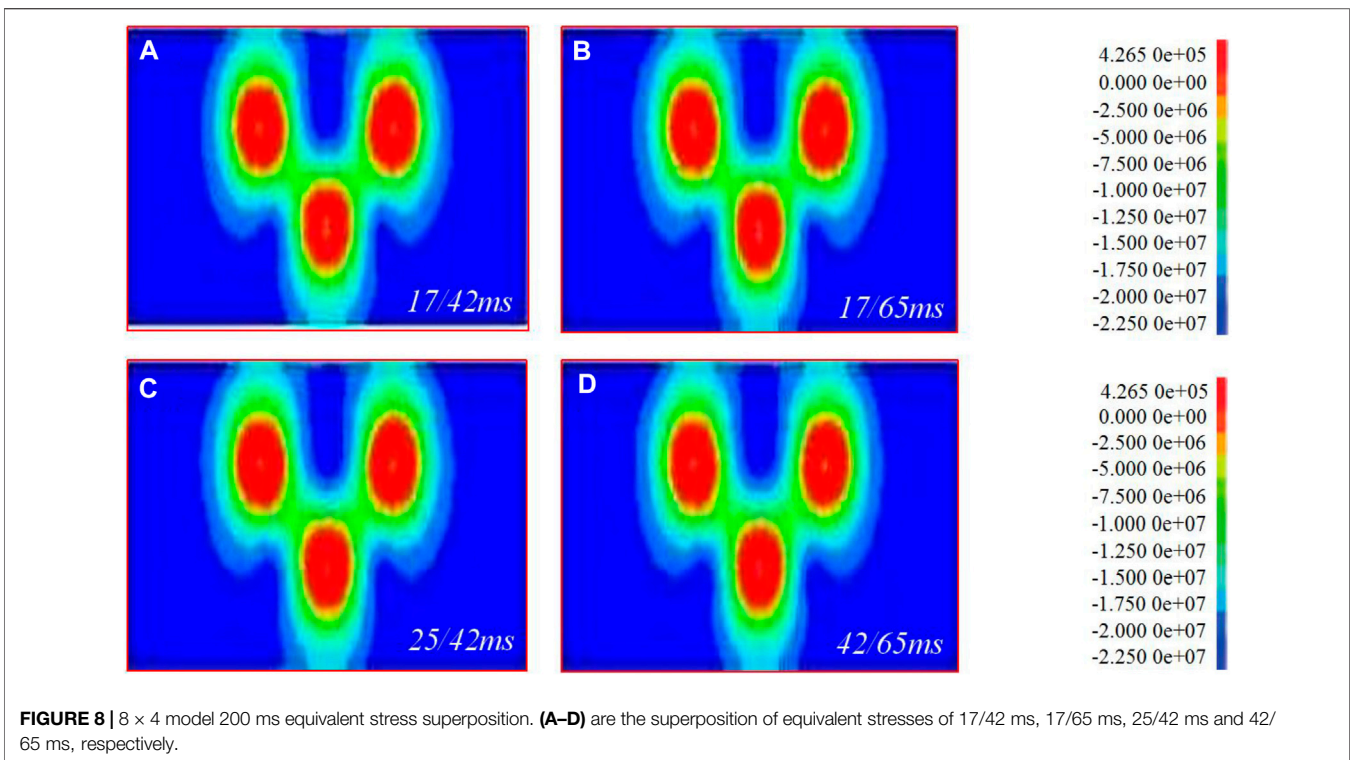 A
17/42ms
B
17/65ms
4.265 0e+05
0.000 0e+00
-2.500 0e+06
-5.000 0e+06
-7.500 0e+06
-1.000 0e+07
-1.250 0e+07
-1.500 0e+07
-1.750 0e+07
-2.000 0e+07
-2.250 0e+07
C
25/42ms
D
42/65ms
4.265 0e+05
0.000 0e+00
-2.500 0e+06
-5.000 0e+06
-7.500 0e+06
-1.000 0e+07
-1.250 0e+07
-1.500 0e+07
-1.750 0e+07
-2.000 0e+07
-2.250 0e+07
FIGURE 8 | 8 × 4 model 200 ms equivalent stress superposition. (A–D) are the superposition of equivalent stresses of 17/42 ms, 17/65 ms, 25/42 ms and 42/
65 ms, respectively.